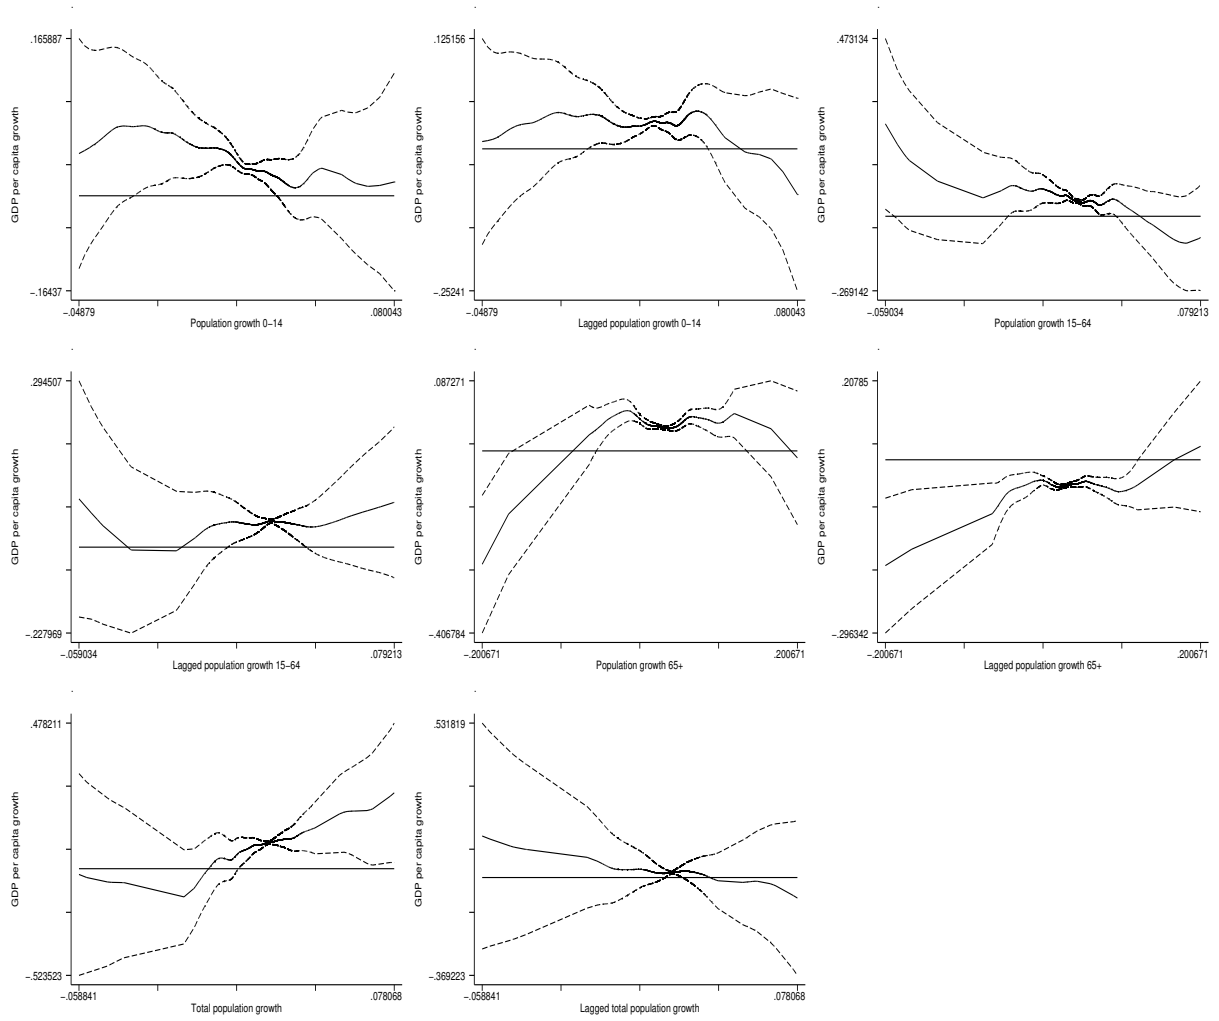 .165887
GDP per capita growth
−.16437
−.04879
.080043
Population growth 0−14
.125156
GDP per capita growth
−.25241
−.04879
.080043
Lagged population growth 0−14
.473134
GDP per capita growth
−.269142
−.059034
.079213
Population growth 15−64
.294507
GDP per capita growth
−.227969
−.059034
.079213
Lagged population growth 15−64
.087271
GDP per capita growth
−.406784
−.200671
.200671
Population growth 65+
.20785
GDP per capita growth
−.296342
−.200671
.200671
Lagged population growth 65+
.478211
GDP per capita growth
−.523523
−.058841
.078068
Total population growth
.531819
GDP per capita growth
−.369223
−.058841
.078068
Lagged total population growth